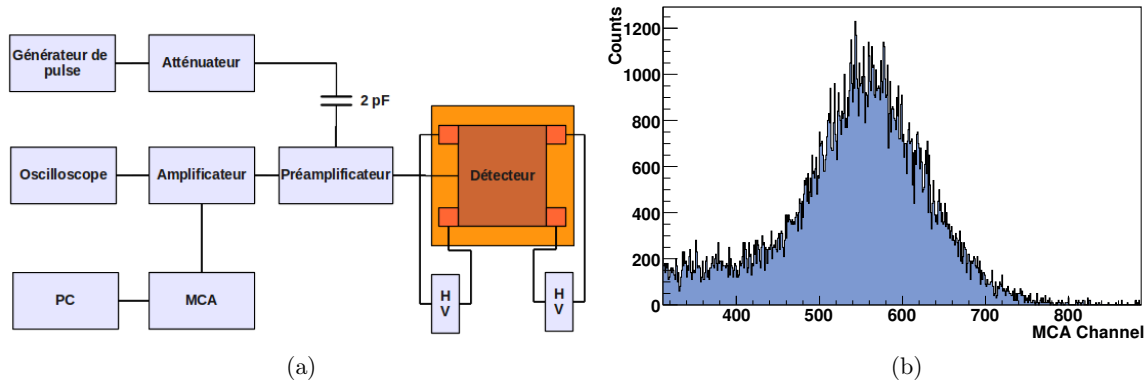 Générateur de
pulse
Atténuateur
2 pF
Oscilloscope
Amplificateur
Préamplificateur
Détecteur
PC
MCA
H
V
H
V
(a)
Counts
1200
1000
800
600
400
200
0
400
500
600
700
800
MCA Channel
(b)